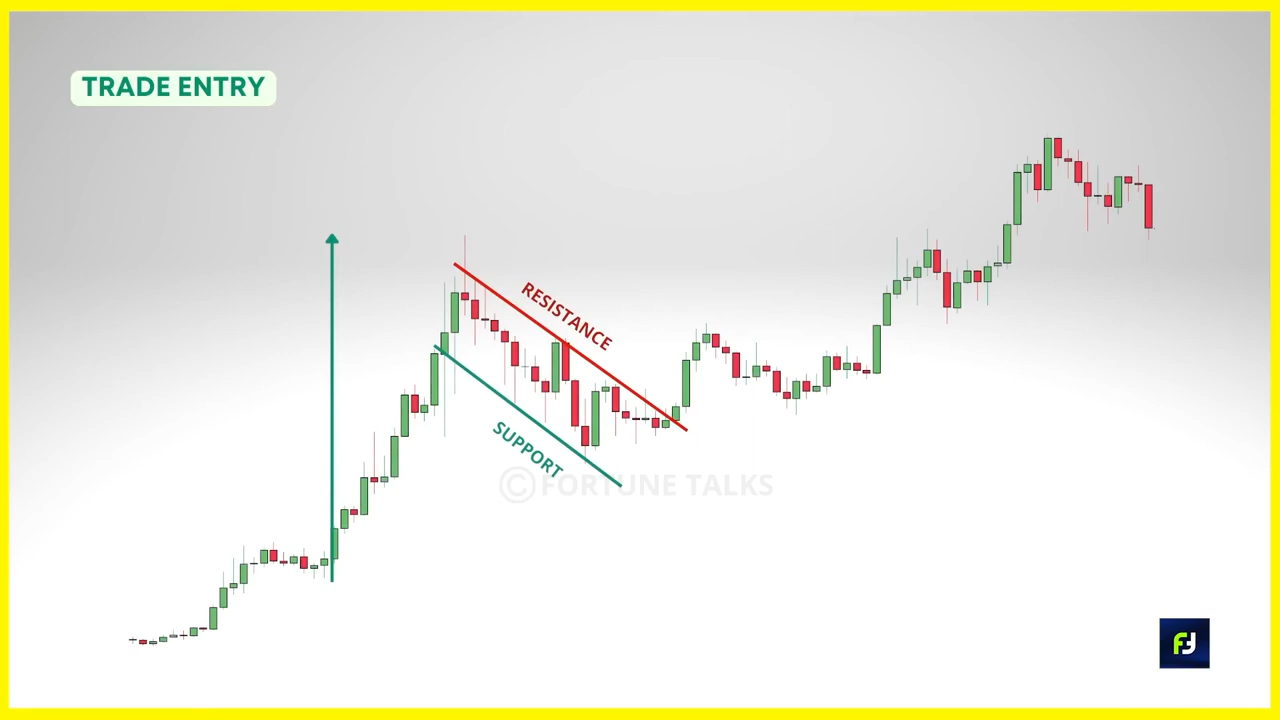 TRADE ENTRY
RESISTANCE
SUPPORT
© FORTUNE TALKS